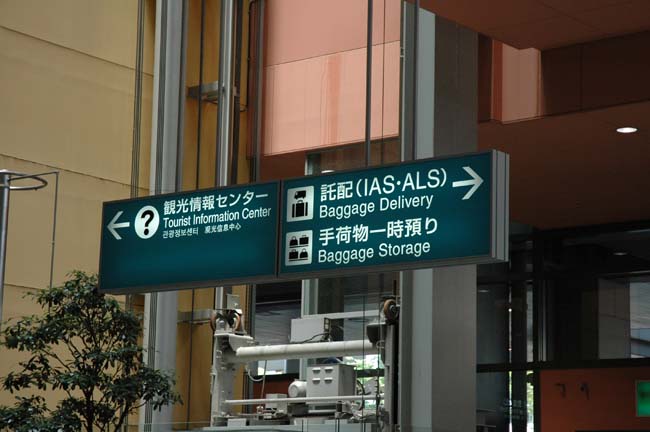 観光情報センター
Tourist Information Center
관광정보센터 观光信息中心
託配(IAS・ALS)
Baggage Delivery
手荷物一時預り
Baggage Storage